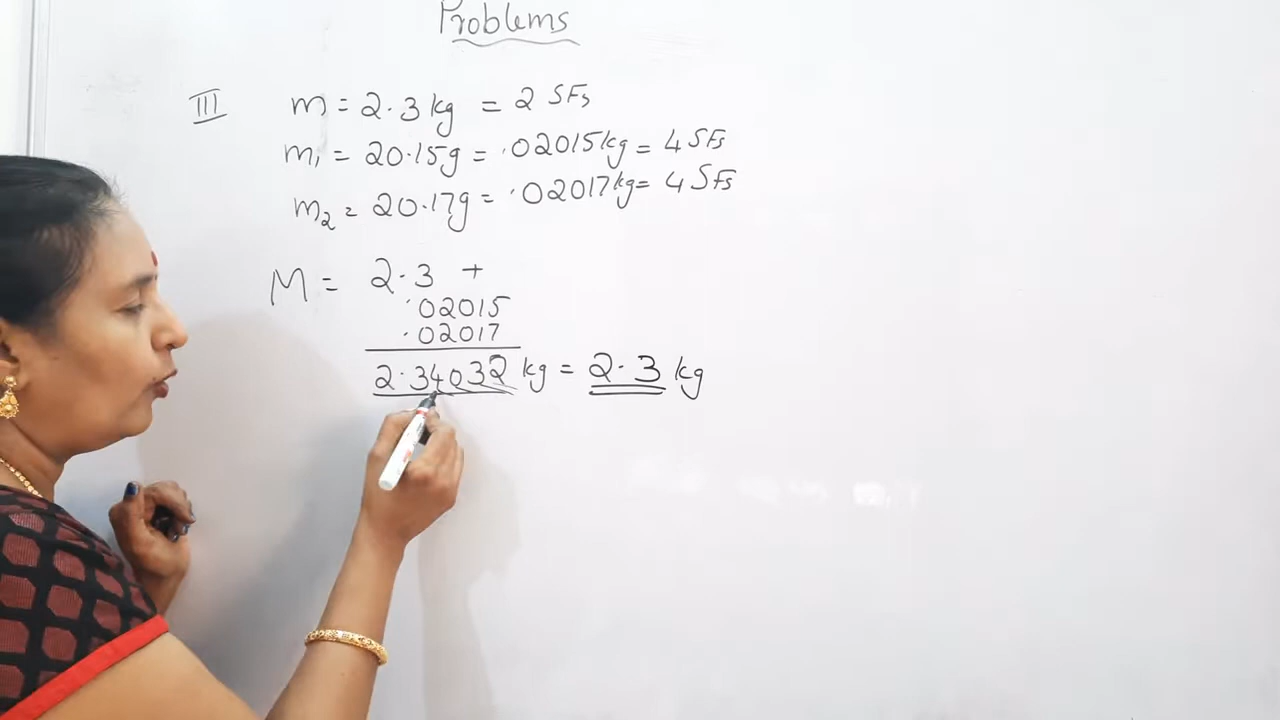 Problems
III m = 2.3 kg = 2 SFs
m1 = 20.15g = .02015kg = 4 SFs
m2 = 20.17g = .02017kg = 4 SFs
M = 2.3 +
.02015
.02017
2.34032 kg = 2.3 kg